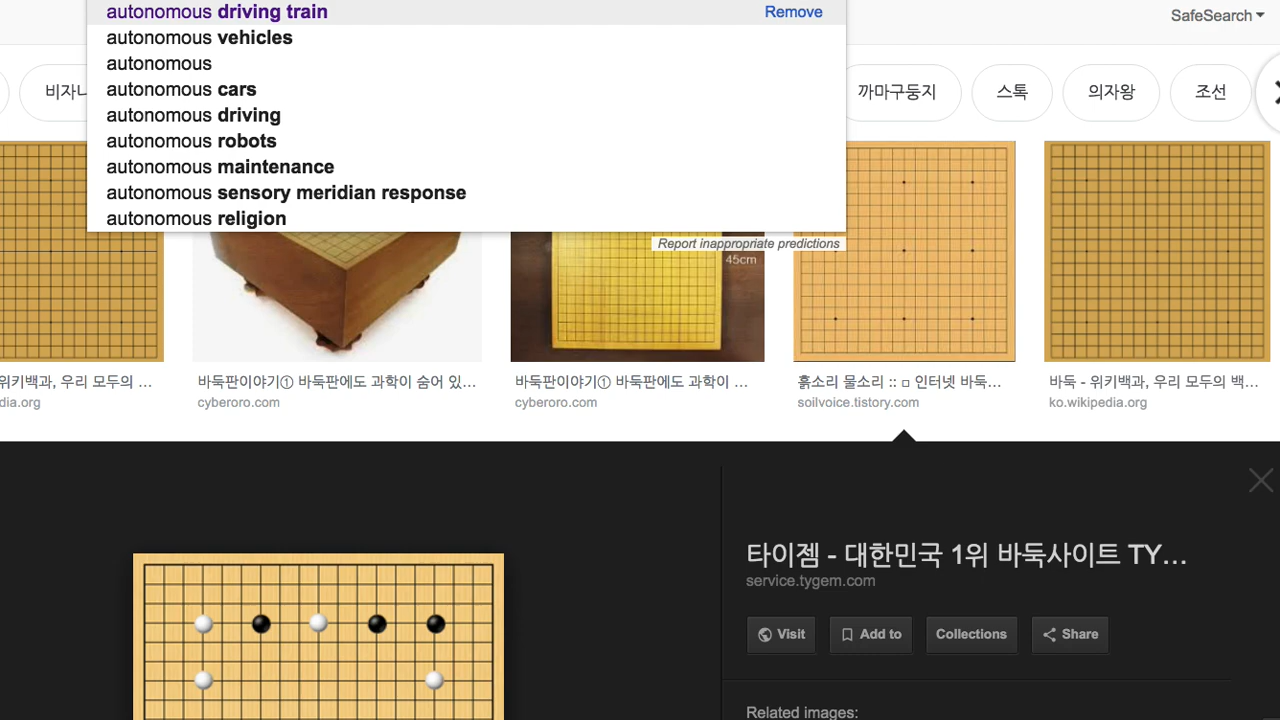 autonomous driving train
Remove
SafeSearch
autonomous vehicles
autonomous
autonomous cars
autonomous driving
autonomous robots
autonomous maintenance
autonomous sensory meridian response
autonomous religion
Report inappropriate predictions
까마구둥지
스톡
의자왕
조선
45cm
위키백과, 우리 모두의 ...
dia.org
바둑판이야기① 바둑판에도 과학이 숨어 있...
cyberoro.com
바둑판이야기① 바둑판에도 과학이 ...
cyberoro.com
흙소리 물소리 :: ㅁ 인터넷 바둑...
soilvoice.tistory.com
바둑 - 위키백과, 우리 모두의 백...
ko.wikipedia.org
타이젬 - 대한민국 1위 바둑사이트 TY...
service.tygem.com
Visit
Add to
Collections
Share
Related images: